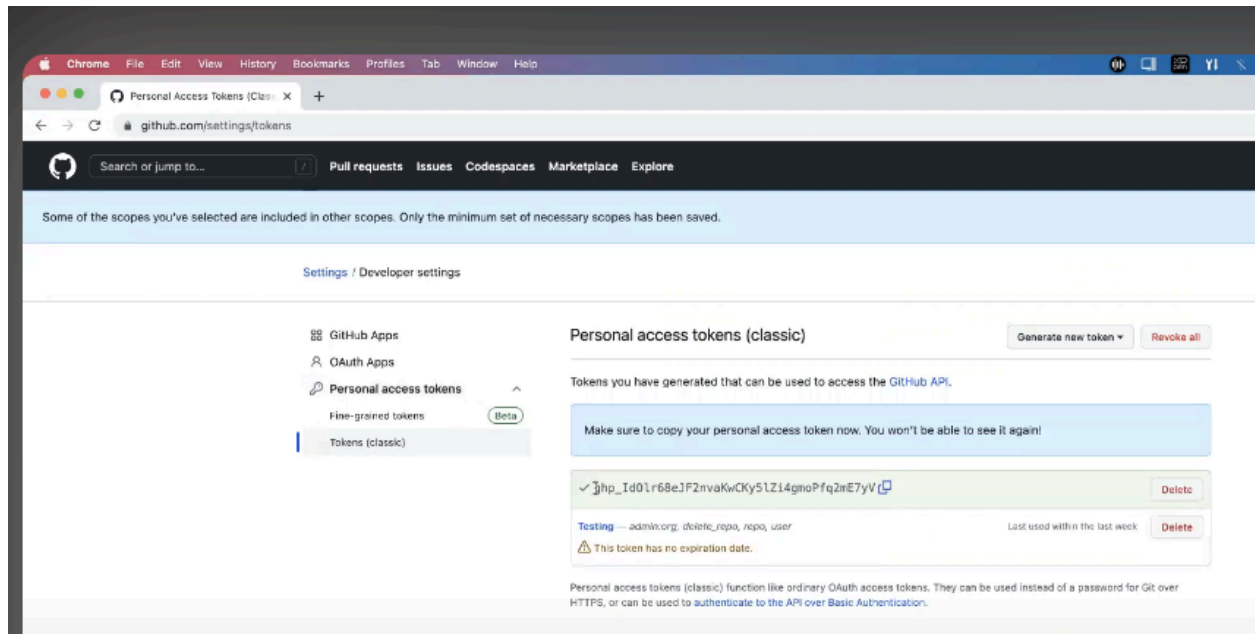 Chrome File Edit View History Bookmarks Profiles Tab Window Help
Personal Access Tokens (Clas
github.com/settings/tokens
Search or jump to... /
Pull requests Issues Codespaces Marketplace Explore
Some of the scopes you've selected are included in other scopes. Only the minimum set of necessary scopes has been saved.
Settings / Developer settings
GitHub Apps
OAuth Apps
Personal access tokens
Fine-grained tokens Beta
Tokens (classic)
Personal access tokens (classic)
Generate new token
Revoke all
Tokens you have generated that can be used to access the GitHub API.
Make sure to copy your personal access token now. You won't be able to see it again!
Delete
Testing — admin:org, delete_repo, repo, user
Last used within the last week
Delete
This token has no expiration date.
Personal access tokens (classic) function like ordinary OAuth access tokens. They can be used instead of a password for Git over
HTTPS, or can be used to authenticate to the API over Basic Authentication.